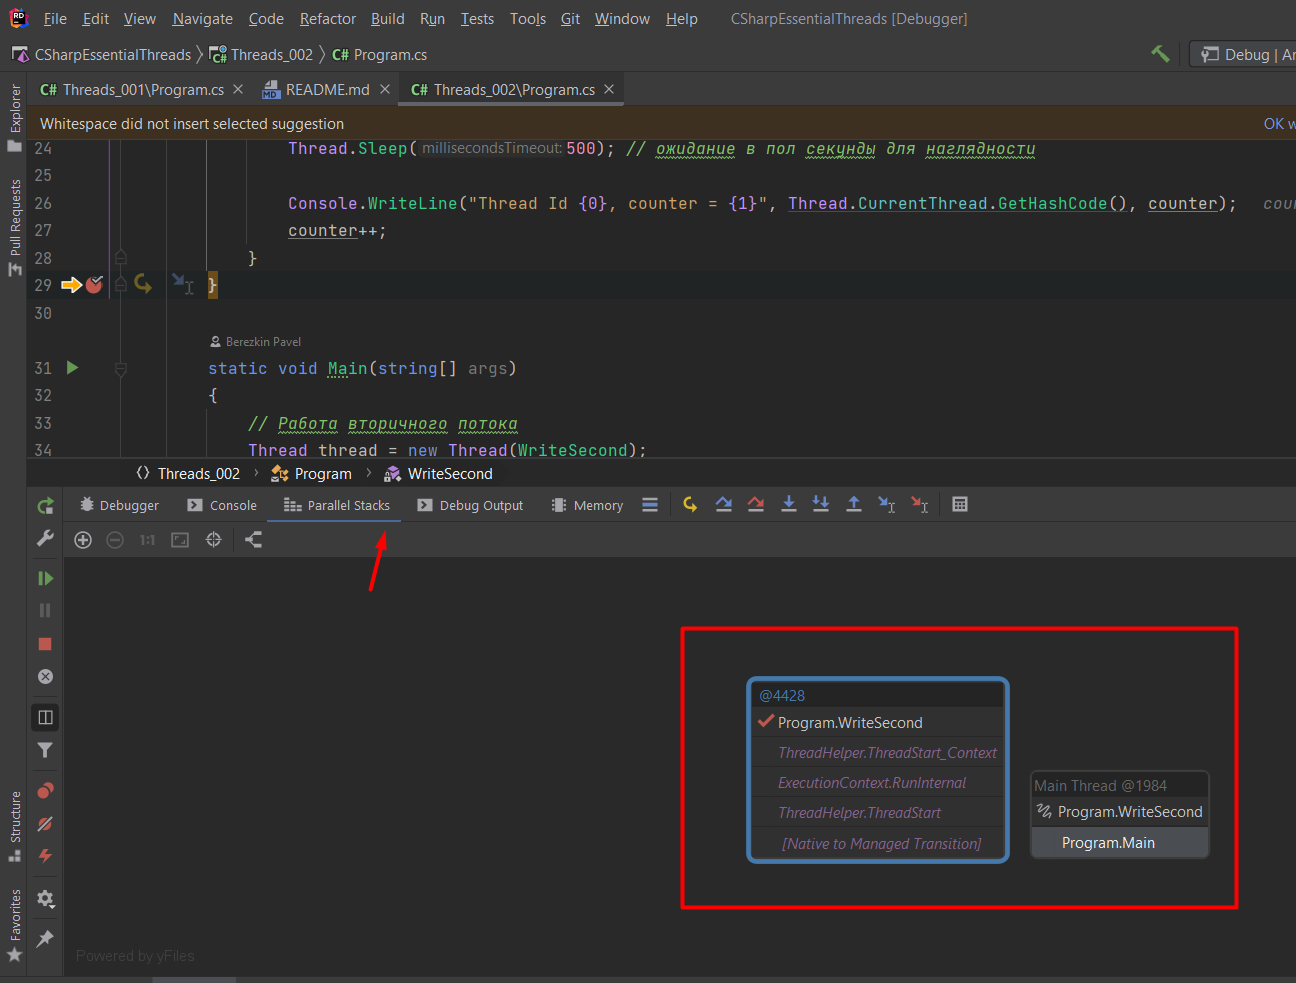 RD File Edit View Navigate Code Refactor Build Run Tests Tools Git Window Help CSharpEssentialThreads [Debugger]
CSharpEssentialThreads Threads_002 C# Program.cs Debug | Ar
C# Threads_001\Program.cs MD README.md C# Threads_002\Program.cs
Whitespace did not insert selected suggestion OK w
24 Thread.Sleep( millisecondsTimeout: 500); // ожидание в пол секунды для наглядности
25
26 Console.WriteLine("Thread Id {0}, counter = {1}", Thread.CurrentThread.GetHashCode(), counter); cou
27 counter++;
28 }
29 }
30
Berezkin Pavel
31 static void Main(string[] args)
32 {
33 // Работа вторичного потока
34 Thread thread = new Thread(WriteSecond);
Threads_002 Program WriteSecond
Debugger Console Parallel Stacks Debug Output Memory
1:1
@4428
Program.WriteSecond
ThreadHelper.ThreadStart_Context
ExecutionContext.RunInternal
ThreadHelper.ThreadStart
[Native to Managed Transition]
Main Thread @1984
Program.WriteSecond
Program.Main
Powered by yFiles
Explorer
Pull Requests
Structure
Favorites